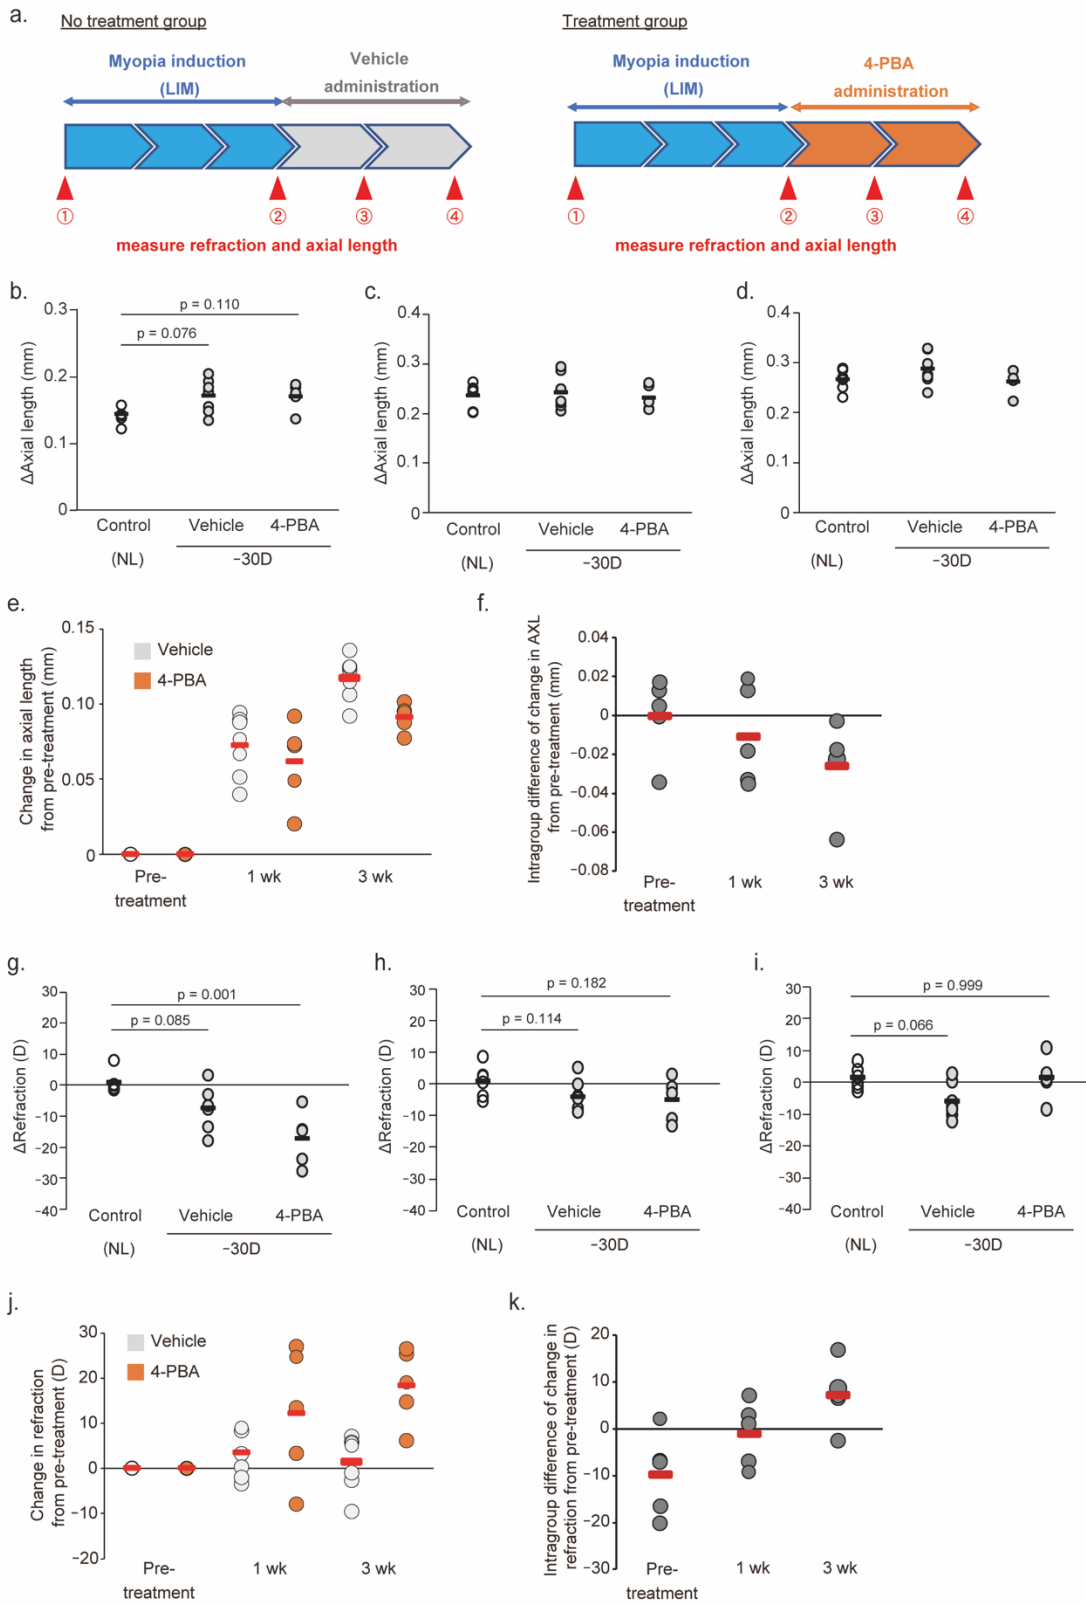 a.
No treatment group
Treatment group
Myopia induction
(LIM)
Vehicle
administration
Myopia induction
(LIM)
4-PBA
administration
① ② ③ ④
① ② ③ ④
measure refraction and axial length
measure refraction and axial length
b.
ΔAxial length (mm)
0.3
0.2
0.1
0
p = 0.110
p = 0.076
Control
Vehicle
4-PBA
(NL)
−30D
c.
ΔAxial length (mm)
0.4
0.3
0.2
0.1
0
Control
Vehicle
4-PBA
(NL)
−30D
d.
ΔAxial length (mm)
0.4
0.3
0.2
0.1
0
Control
Vehicle
4-PBA
(NL)
−30D
e.
Change in axial length
from pre-treatment (mm)
0.15
0.10
0.05
0
Vehicle
4-PBA
Pre-
treatment
1 wk
3 wk
f.
Intragroup difference of change in AXL
from pre-treatment (mm)
0.04
0.02
0
−0.02
−0.04
−0.06
−0.08
Pre-
treatment
1 wk
3 wk
g.
ΔRefraction (D)
30
20
10
0
−10
−20
−30
−40
p = 0.001
p = 0.085
Control
Vehicle
4-PBA
(NL)
−30D
h.
ΔRefraction (D)
30
20
10
0
−10
−20
−30
−40
p = 0.182
p = 0.114
Control
Vehicle
4-PBA
(NL)
−30D
i.
ΔRefraction (D)
30
20
10
0
−10
−20
−30
−40
p = 0.999
p = 0.066
Control
Vehicle
4-PBA
(NL)
−30D
j.
Change in refraction
from pre-treatment (D)
30
20
10
0
−10
−20
Vehicle
4-PBA
Pre-
treatment
1 wk
3 wk
k.
Intragroup difference of change in
refraction from pre-treatment (D)
20
10
0
−10
−20
−30
Pre-
treatment
1 wk
3 wk